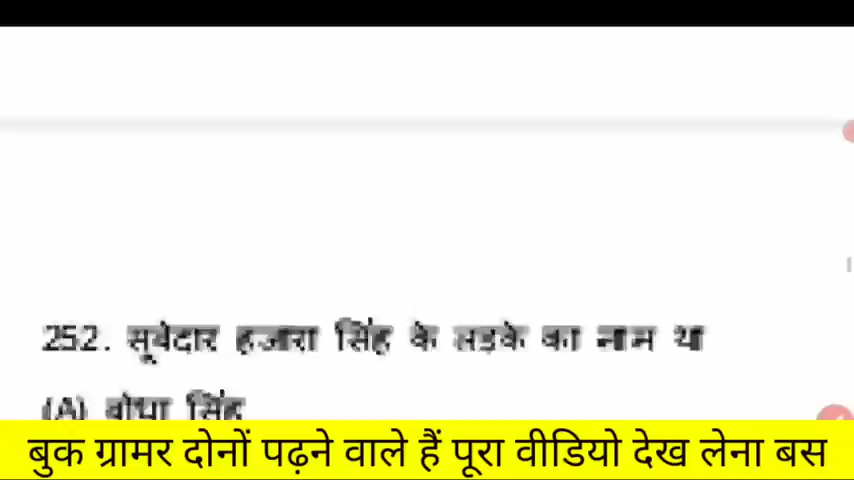 252. सूबेदार हजारा सिंह के लड़के का नाम था
(A) बोधा सिंह
बुक ग्रामर दोनों पढ़ने वाले हैं पूरा वीडियो देख लेना बस